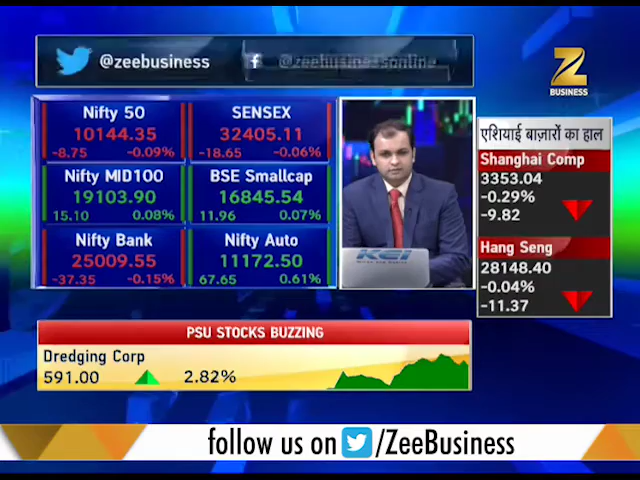 @zeebusiness
f @zeebusinessonline
Z
BUSINESS
Nifty 50
10144.35
-8.75 -0.09%
SENSEX
32405.11
-18.65 -0.06%
Nifty MID100
19103.90
15.10 0.08%
BSE Smallcap
16845.54
11.96 0.07%
Nifty Bank
25009.55
-37.35 -0.15%
Nifty Auto
11172.50
67.65 0.61%
KEI
एशियाई बाज़ारों का हाल
Shanghai Comp
3353.04
-0.29%
-9.82
Hang Seng
28148.40
-0.04%
-11.37
PSU STOCKS BUZZING
Dredging Corp
591.00 2.82%
follow us on /ZeeBusiness